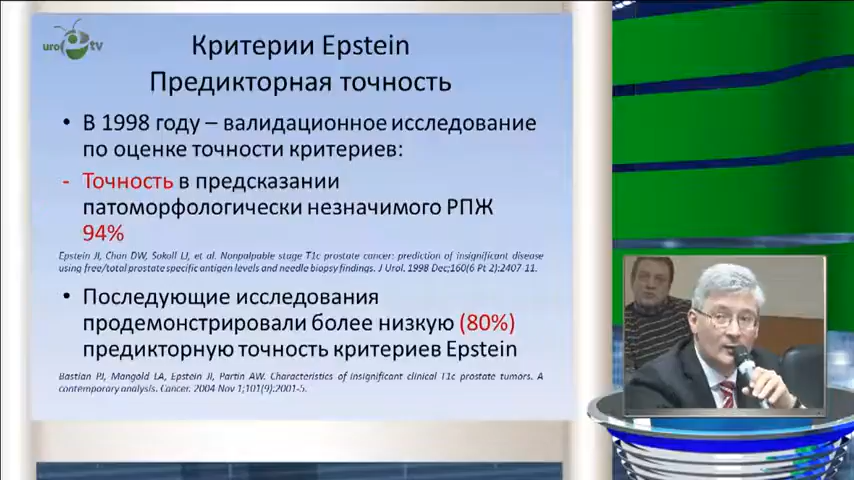 uro tv
Критерии Epstein
Предикторная точность
• В 1998 году – валидационное исследование
по оценке точности критериев:
- Точность в предсказании
патоморфологически незначимого РПЖ
94%
Epstein JI, Chan DW, Sokoll LJ, et al. Nonpalpable stage T1c prostate cancer: prediction of insignificant disease
using free/total prostate specific antigen levels and needle biopsy findings. J Urol. 1998 Dec;160(6 Pt 2):2407-11.
• Последующие исследования
продемонстрировали более низкую (80%)
предикторную точность критериев Epstein
Bastian PJ, Mangold LA, Epstein JI, Partin AW. Characteristics of insignificant clinical T1c prostate tumors. A
contemporary analysis. Cancer. 2004 Nov 1;101(9):2001-5.